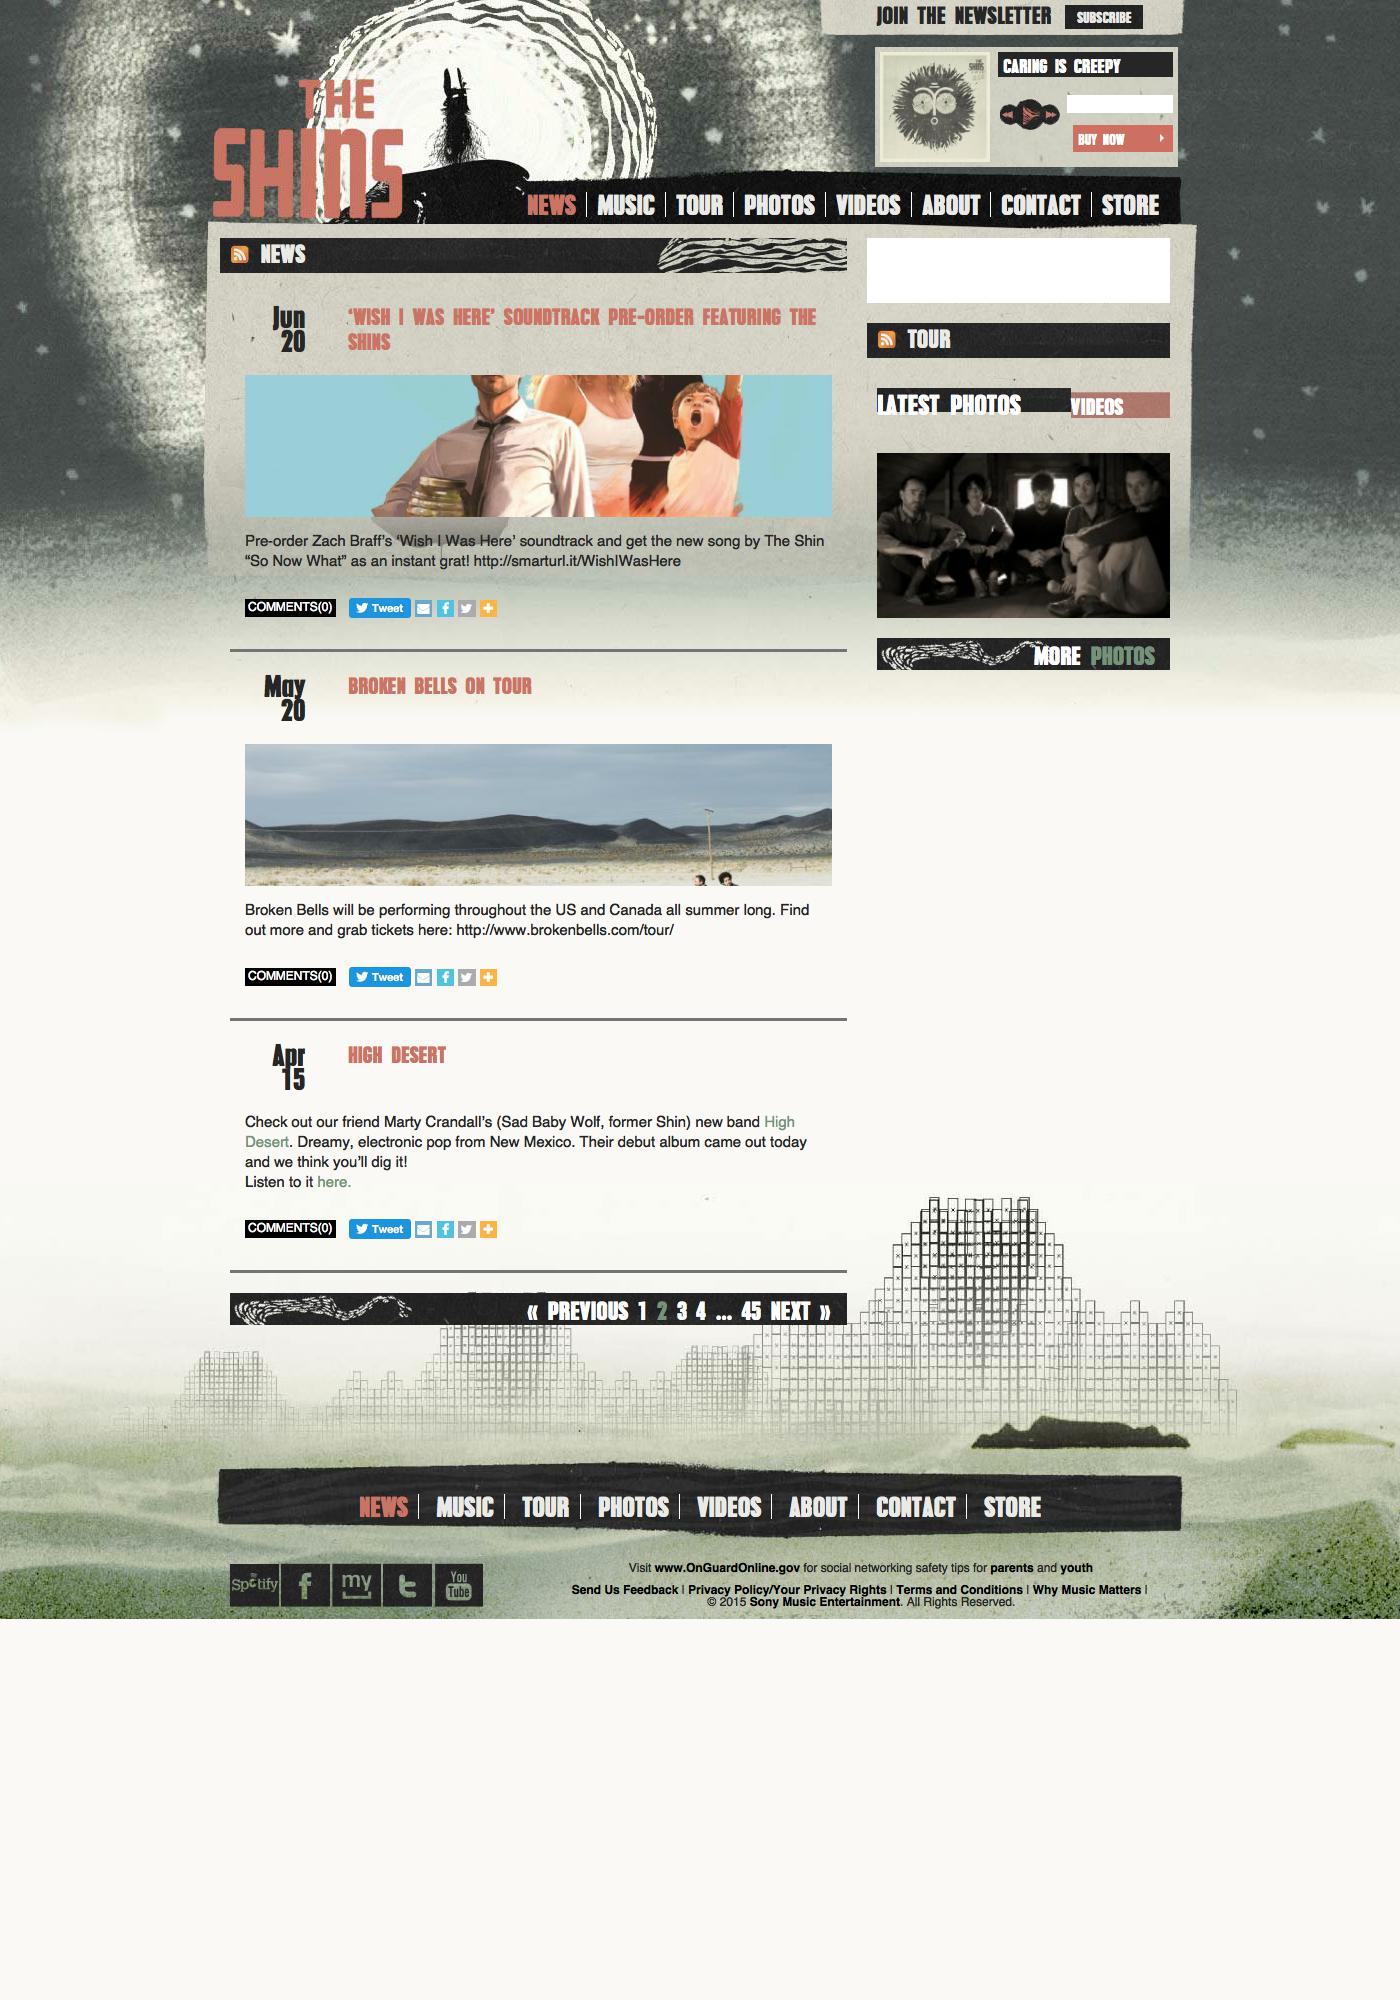 JOIN THE NEWSLETTER
SUBSCRIBE
THE
SHINS
CARING IS CREEPY
BUY NOW
NEWS
MUSIC
TOUR
PHOTOS
VIDEOS
ABOUT
CONTACT
STORE
NEWS
Jun
20
‘WISH I WAS HERE’ SOUNDTRACK PRE-ORDER FEATURING THE
SHINS
Pre-order Zach Braff’s ‘Wish I Was Here’ soundtrack and get the new song by The Shin
“So Now What” as an instant grat! http://smarturl.it/WishIWasHere
COMMENTS(0)
Tweet
May
20
BROKEN BELLS ON TOUR
Broken Bells will be performing throughout the US and Canada all summer long. Find
out more and grab tickets here: http://www.brokenbells.com/tour/
COMMENTS(0)
Tweet
Apr
15
HIGH DESERT
Check out our friend Marty Crandall’s (Sad Baby Wolf, former Shin) new band High
Desert. Dreamy, electronic pop from New Mexico. Their debut album came out today
and we think you’ll dig it!
Listen to it here.
COMMENTS(0)
Tweet
« PREVIOUS 1 2 3 4 ... 45 NEXT »
TOUR
LATEST PHOTOS
VIDEOS
MORE PHOTOS
NEWS
MUSIC
TOUR
PHOTOS
VIDEOS
ABOUT
CONTACT
STORE
Spotify
f
my
t
You
Tube
Visit www.OnGuardOnline.gov for social networking safety tips for parents and youth
Send Us Feedback | Privacy Policy/Your Privacy Rights | Terms and Conditions | Why Music Matters |
© 2015 Sony Music Entertainment. All Rights Reserved.